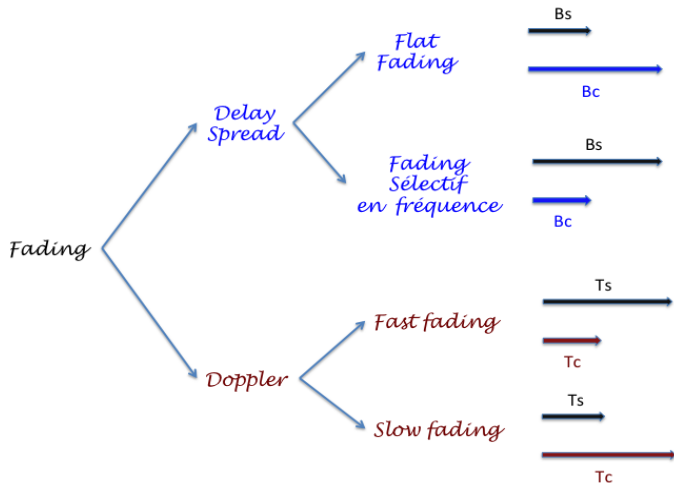 Bs
Flat
Fading
Bc
Delay
Spread
Bs
Fading
Sélectif
en fréquence
Bc
Fading
Ts
Fast fading
Tc
Doppler
Ts
Slow fading
Tc